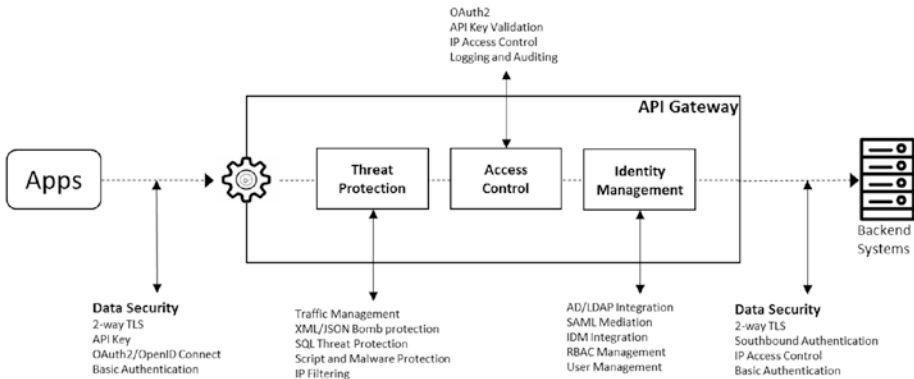 OAuth2
API Key Validation
IP Access Control
Logging and Auditing
API Gateway
Apps
Threat
Protection
Access
Control
Identity
Management
Backend
Systems
Data Security
2-way TLS
API Key
OAuth2/OpenID Connect
Basic Authentication
Traffic Management
XML/JSON Bomb protection
SQL Threat Protection
Script and Malware Protection
IP Filtering
AD/LDAP Integration
SAML Mediation
IDM Integration
RBAC Management
User Management
Data Security
2-way TLS
Southbound Authentication
IP Access Control
Basic Authentication